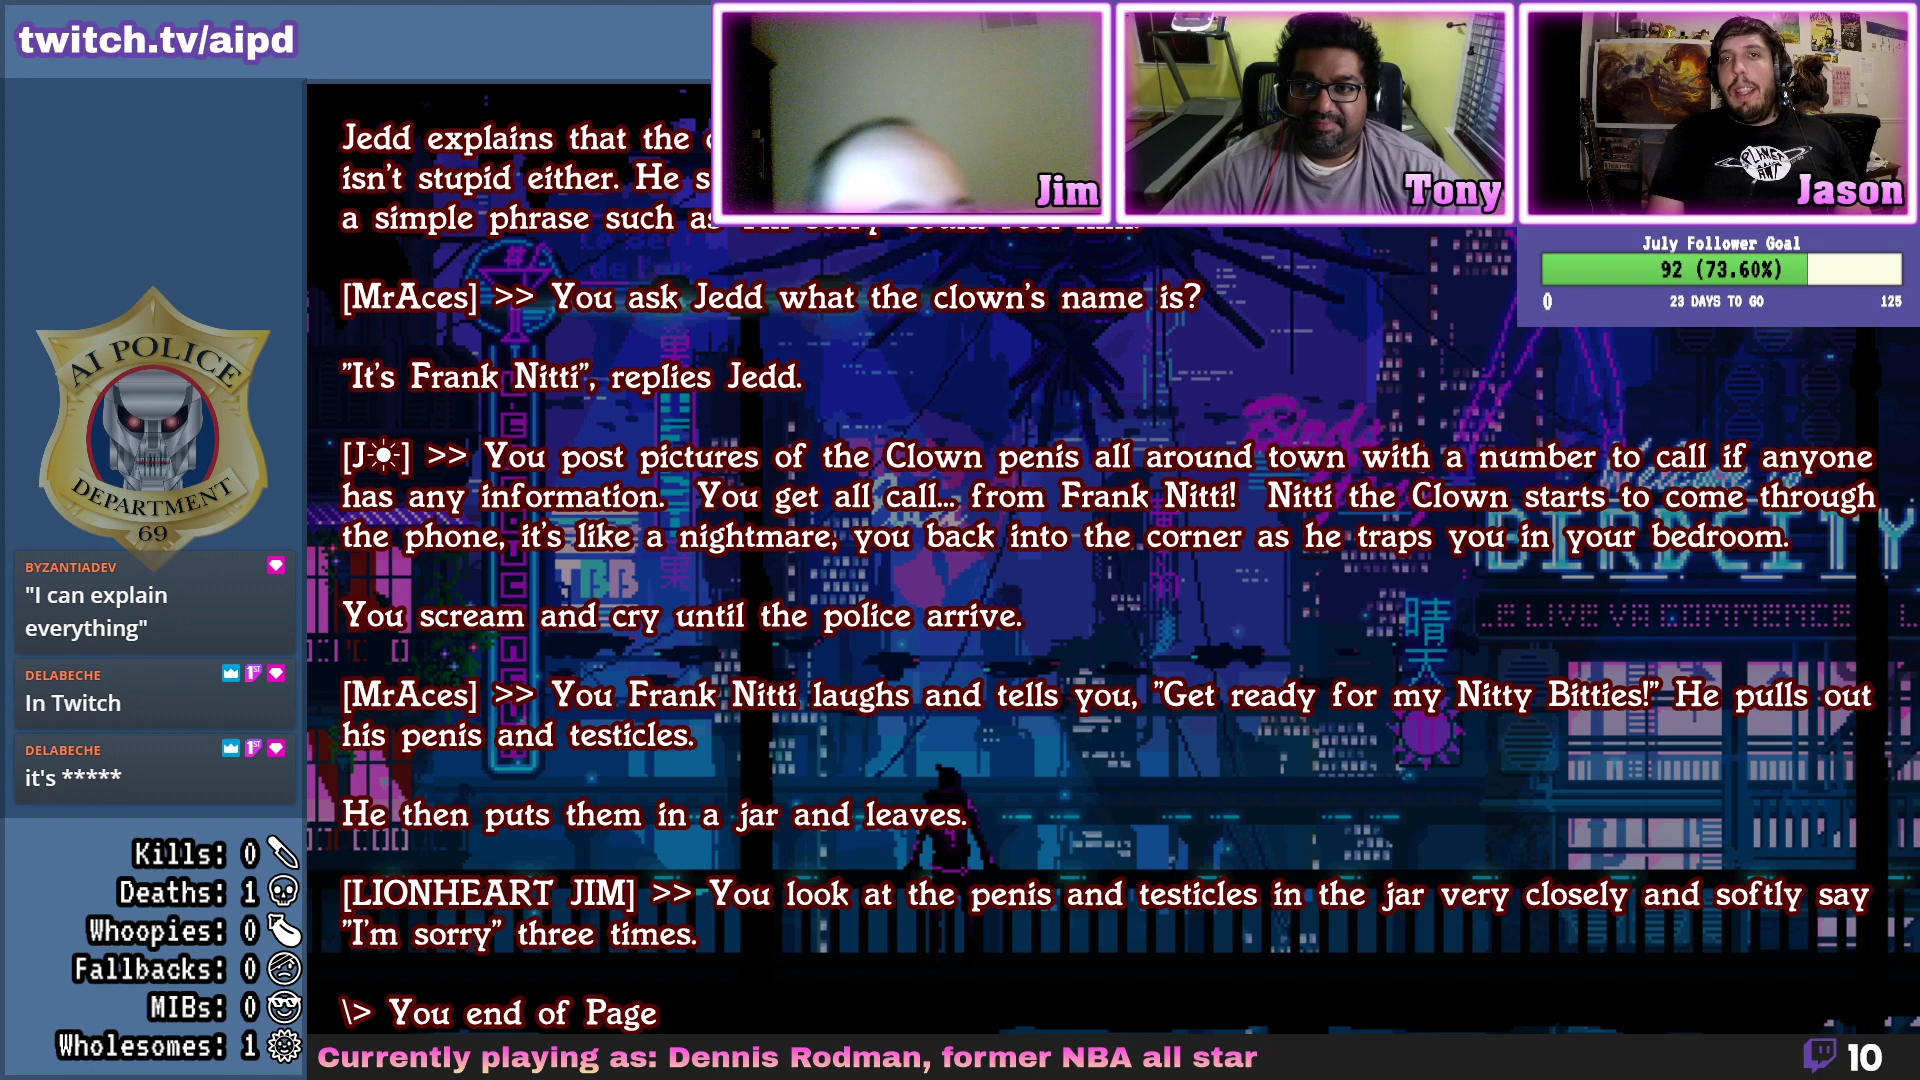 twitch.tv/aipd
Jim
Tony
Jason
July Follower Goal
92 (73.60%)
0
23 DAYS TO GO
125
Jedd explains that the
isn't stupid either. He
a simple phrase such as
[MrAces] >> You ask Jedd what the clown's name is?
"It's Frank Nitti", replies Jedd.
[J☀] >> You post pictures of the Clown penis all around town with a number to call if anyone
has any information. You get all call... from Frank Nitti! Nitti the Clown starts to come through
the phone, it's like a nightmare, you back into the corner as he traps you in your bedroom.
You scream and cry until the police arrive.
[MrAces] >> You Frank Nitti laughs and tells you, "Get ready for my Nitty Bitties!" He pulls out
his penis and testicles.
He then puts them in a jar and leaves.
[LIONHEART JIM] >> You look at the penis and testicles in the jar very closely and softly say
"I'm sorry" three times.
\> You end of Page
AI POLICE
DEPARTMENT
69
BYZANTIADEV
"I can explain
everything"
DELABECHE
In Twitch
DELABECHE
it's *****
Kills: 0
Deaths: 1
Whoopies: 0
Fallbacks: 0
MIBs: 0
Wholesomes: 1
Currently playing as: Dennis Rodman, former NBA all star
10
BIRDCITY
TBB
晴天